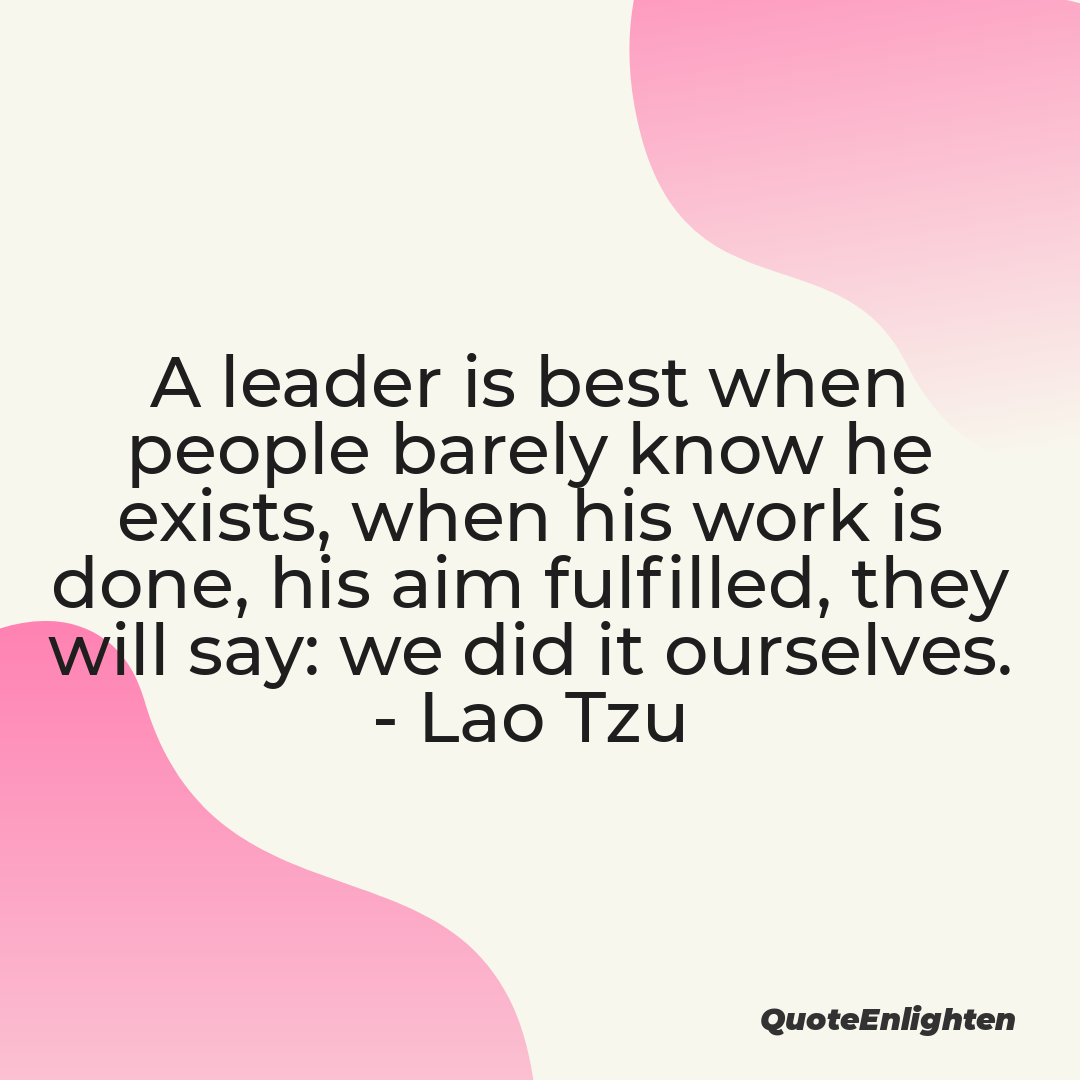 A leader is best when
people barely know he
exists, when his work is
done, his aim fulfilled, they
will say: we did it ourselves.
- Lao Tzu
QuoteEnlighten